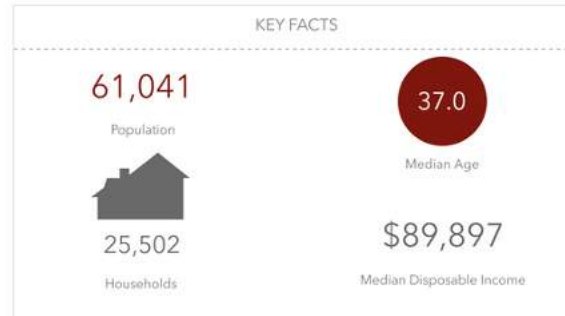 KEY FACTS
61,041
Population
37.0
Median Age
25,502
Households
$89,897
Median Disposable Income